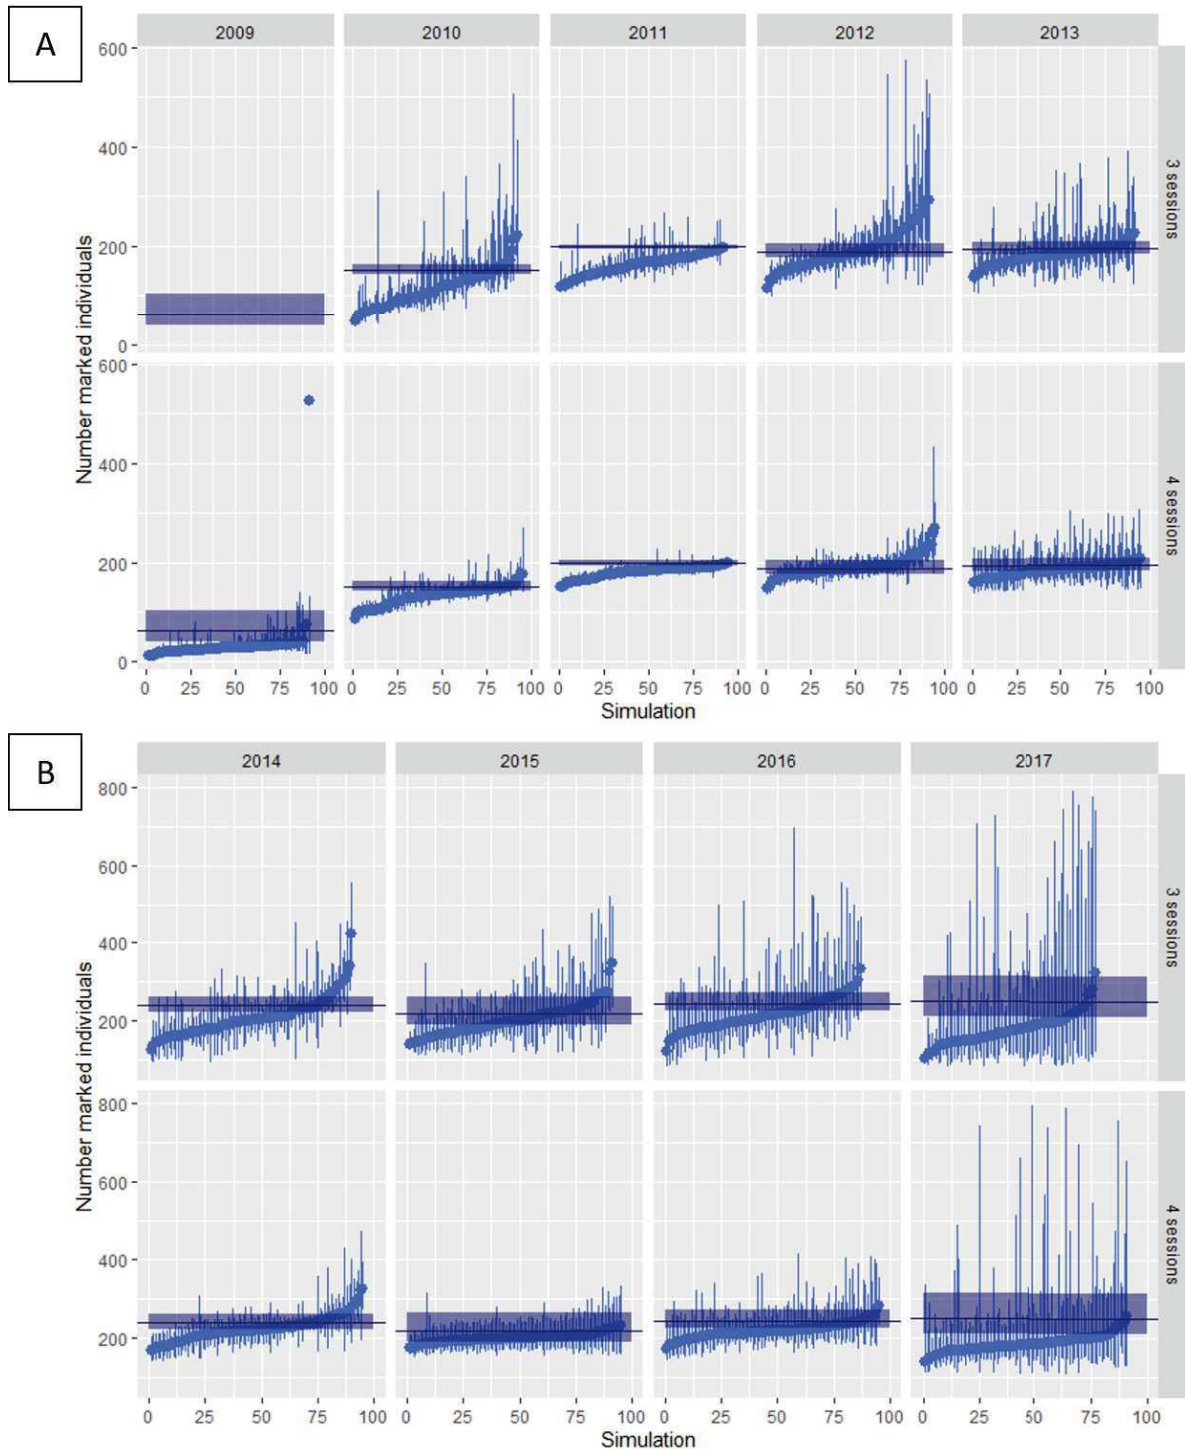 A
2009 2010 2011 2012 2013
600
400
200
0
3 sessions
600
400
200
0
4 sessions
Number marked individuals
0 25 50 75 100 0 25 50 75 100 0 25 50 75 100 0 25 50 75 100 0 25 50 75 100
Simulation
B
2014 2015 2016 2017
800
600
400
200
3 sessions
800
600
400
200
4 sessions
Number marked individuals
0 25 50 75 100 0 25 50 75 100 0 25 50 75 100 0 25 50 75 100
Simulation